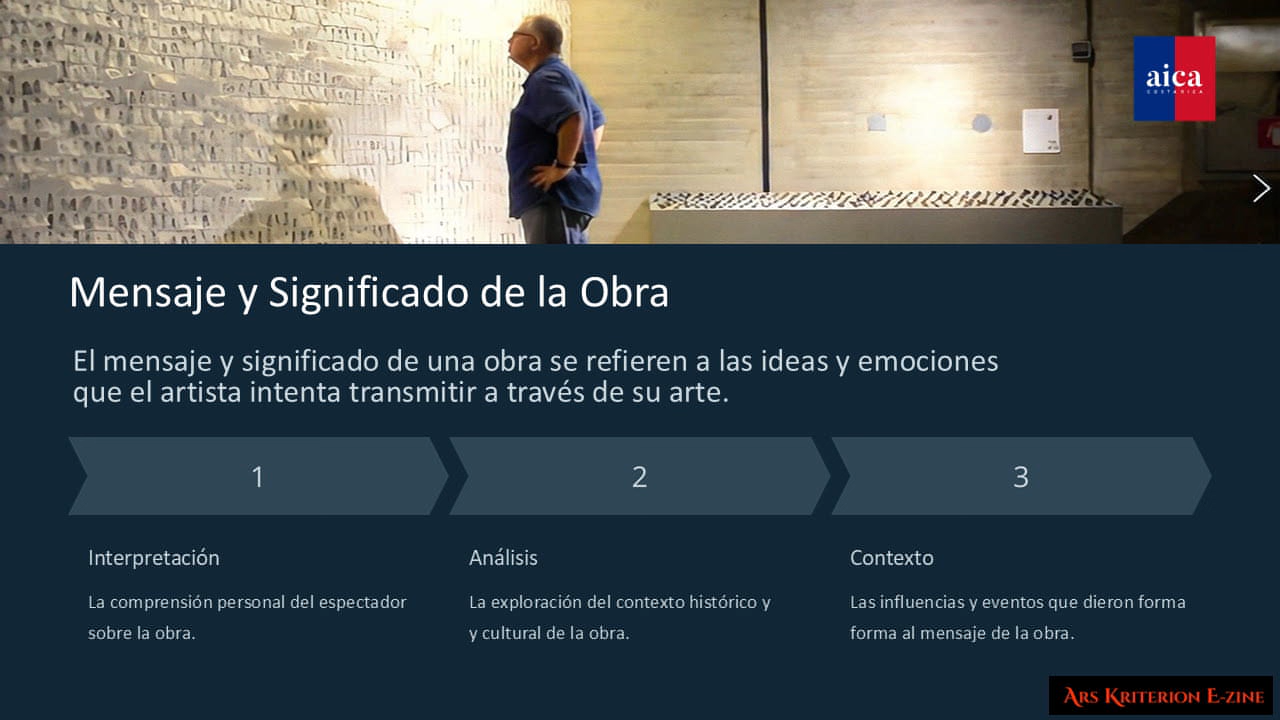 aica
COSTA RICA
Mensaje y Significado de la Obra
El mensaje y significado de una obra se refieren a las ideas y emociones
que el artista intenta transmitir a través de su arte.
1
2
3
Interpretación
La comprensión personal del espectador
sobre la obra.
Análisis
La exploración del contexto histórico y
y cultural de la obra.
Contexto
Las influencias y eventos que dieron forma
forma al mensaje de la obra.
Ars Kriterion E-zine